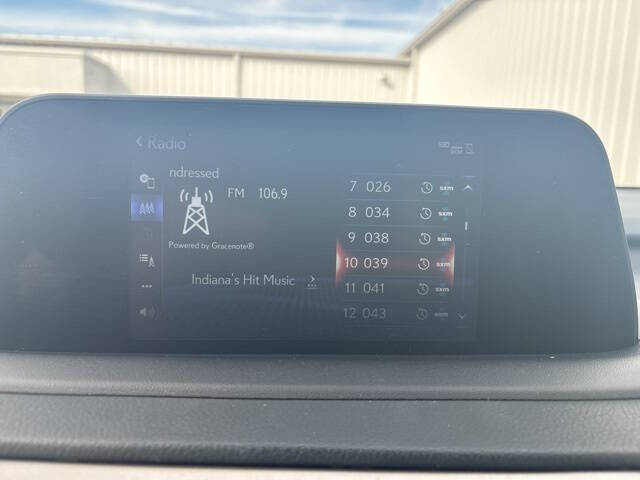 Radio
ndressed
FM 106.9
Powered by Gracenote®
Indiana's Hit Music
7 026 sxm
8 034 sxm
9 038 sxm
10 039 sxm
11 041 sxm
12 043 sxm